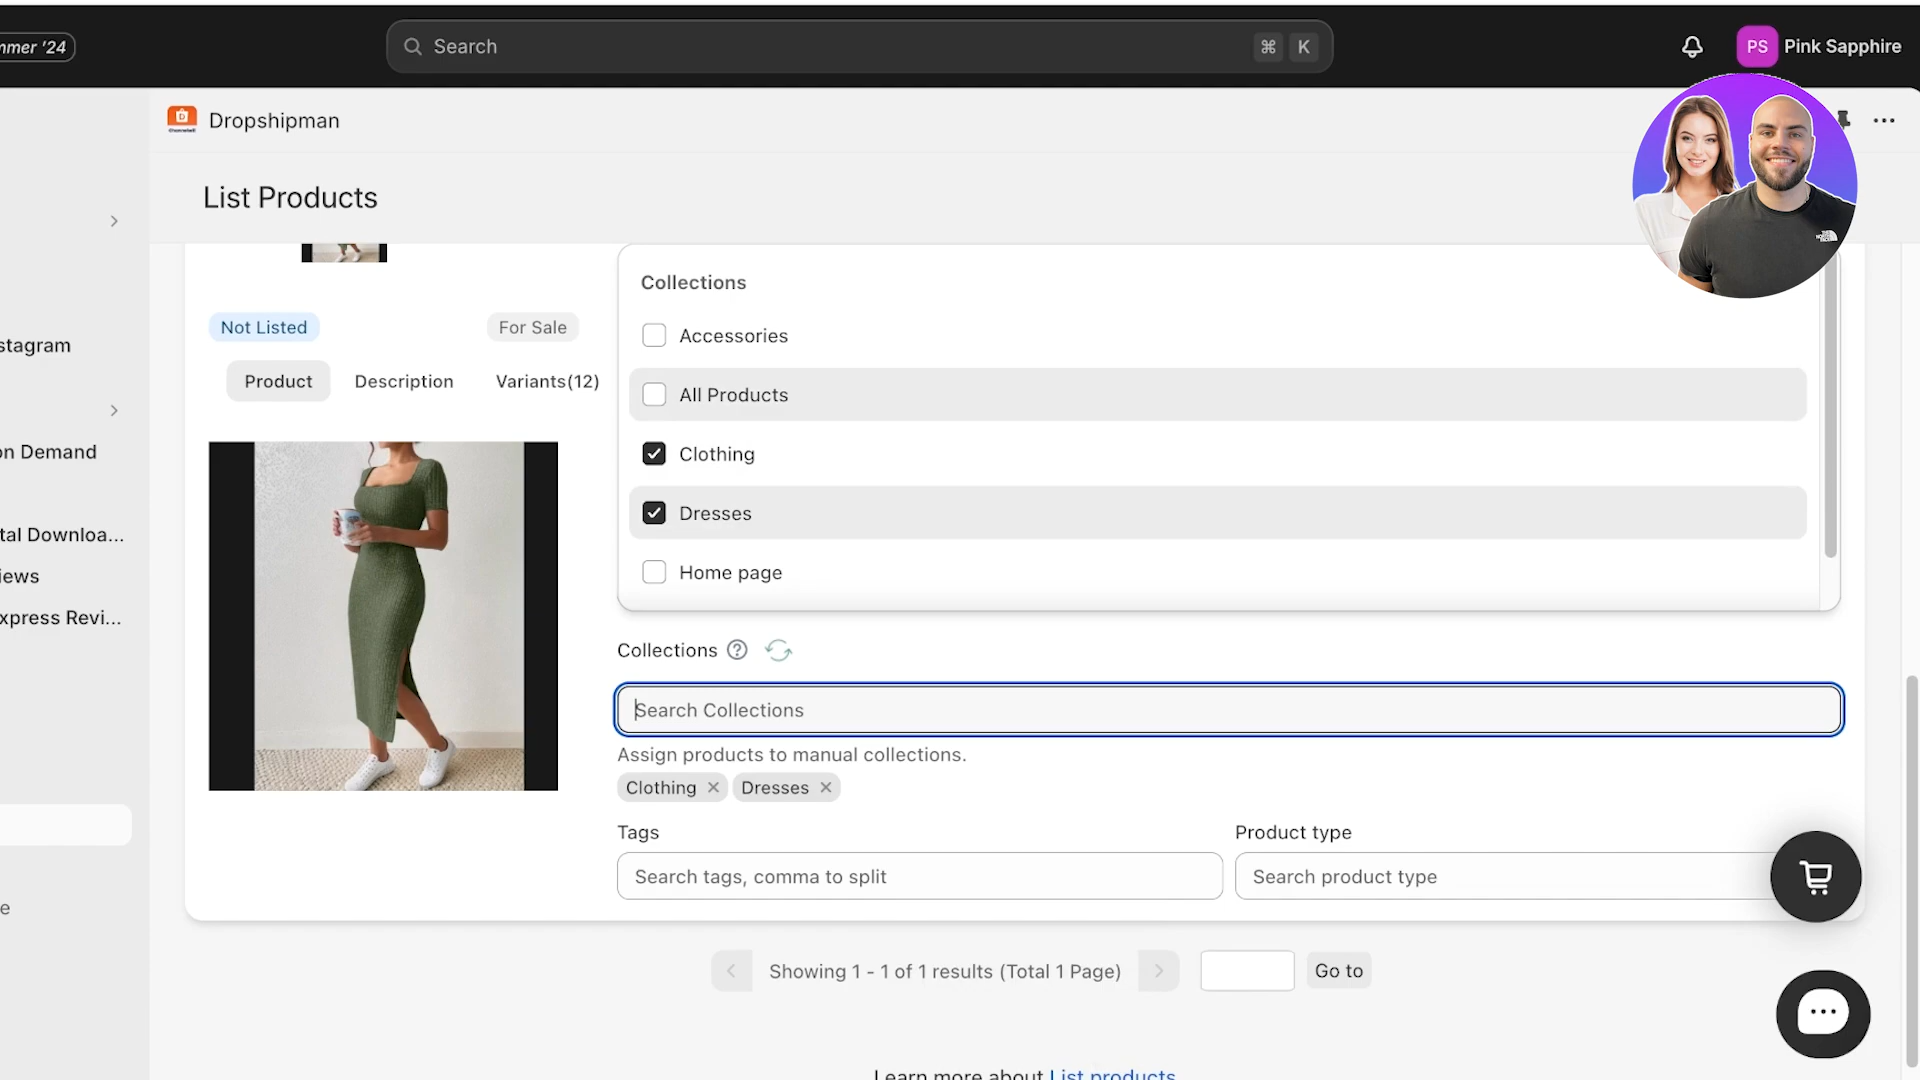 mmer '24
Search
⌘ K
PS Pink Sapphire
Dropshipman
List Products
Collections
Not Listed
For Sale
Accessories
stagram
Product
Description
Variants(12)
All Products
on Demand
Clothing
Dresses
tal Downloa...
iews
Home page
xpress Revi...
Collections
Search Collections
Assign products to manual collections.
Clothing
Dresses
Tags
Product type
Search tags, comma to split
Search product type
e
Showing 1 - 1 of 1 results (Total 1 Page)
Go to
Learn more about List products